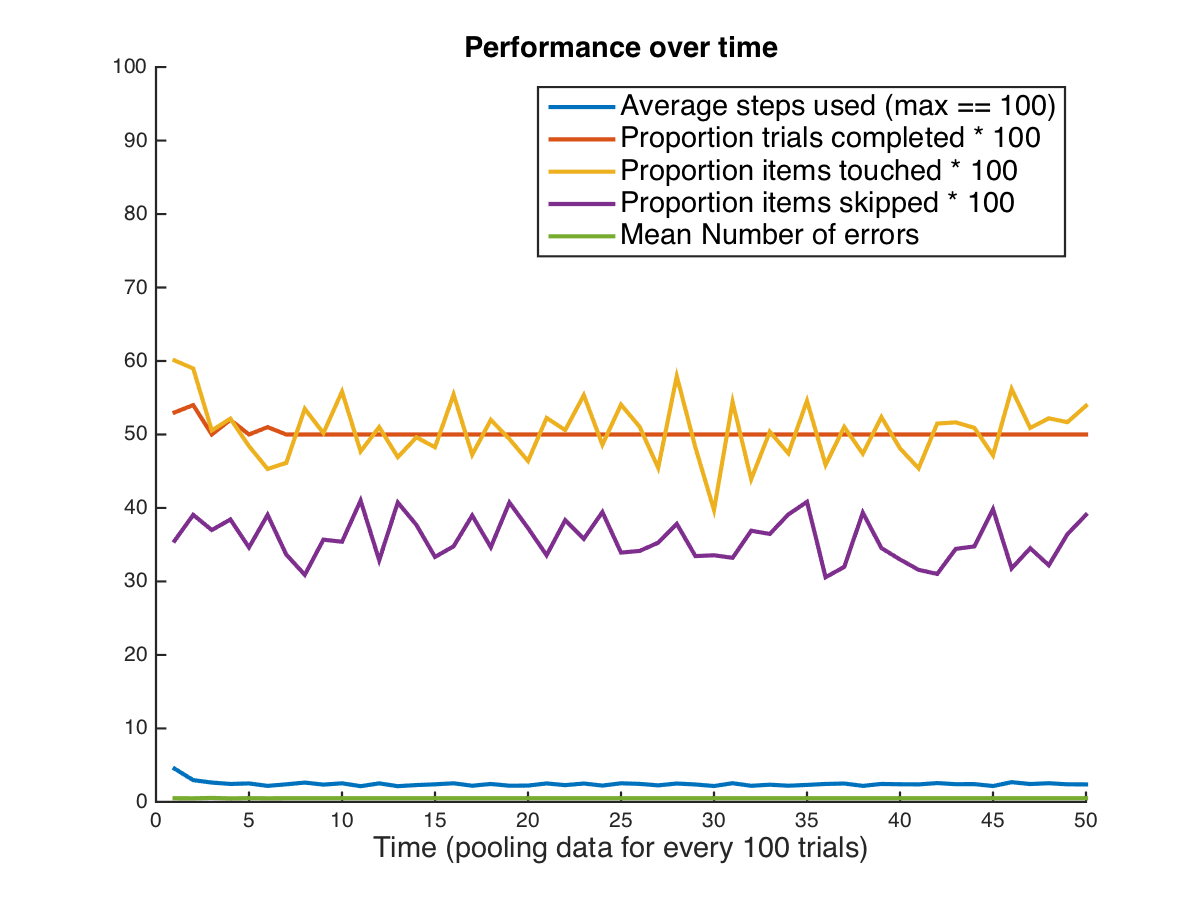 Performance over time
100
90
80
70
60
50
40
30
20
10
0
Average steps used (max == 100)
Proportion trials completed * 100
Proportion items touched * 100
Proportion items skipped * 100
Mean Number of errors
0 5 10 15 20 25 30 35 40 45 50
Time (pooling data for every 100 trials)